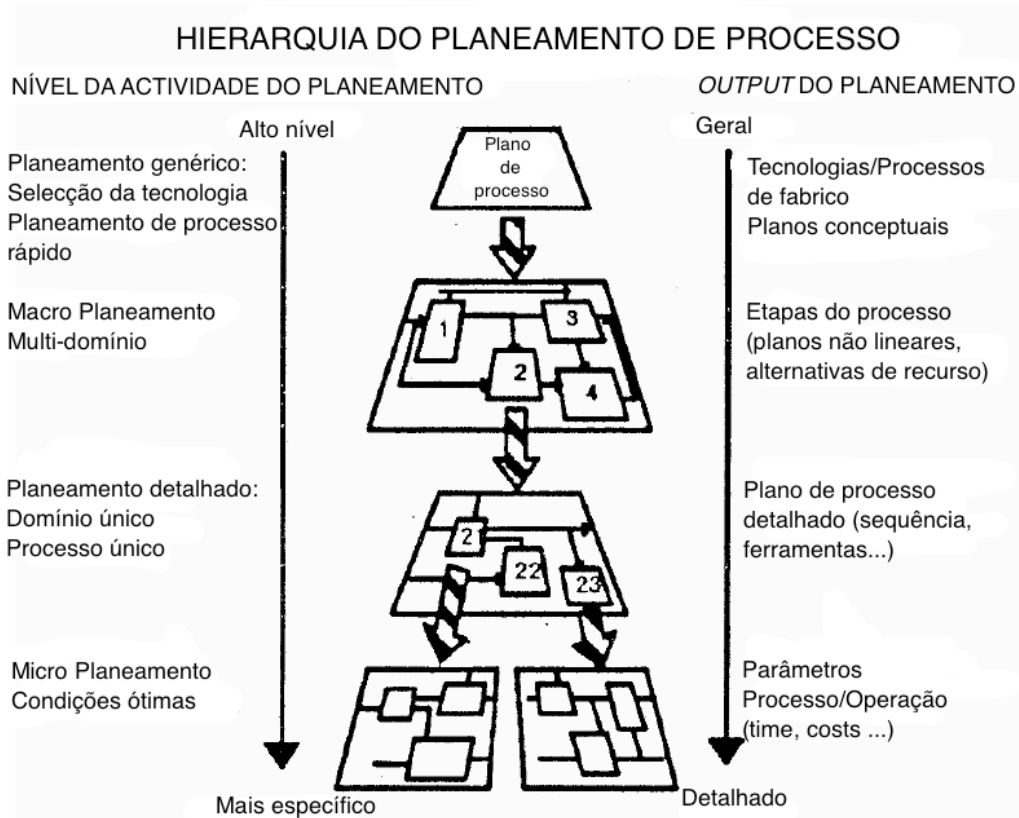 HIERARQUIA DO PLANEAMENTO DE PROCESSO
NÍVEL DA ACTIVIDADE DO PLANEAMENTO
OUTPUT DO PLANEAMENTO
Alto nível
Geral
Planeamento genérico:
Selecção da tecnologia
Planeamento de processo
rápido
Plano
de
processo
Tecnologias/Processos
de fabrico
Planos conceptuais
Macro Planeamento
Multi-domínio
1
3
2
4
Etapas do processo
(planos não lineares,
alternativas de recurso)
Planeamento detalhado:
Domínio único
Processo único
2
22
23
Plano de processo
detalhado (sequência,
ferramentas...)
Micro Planeamento
Condições ótimas
Parâmetros
Processo/Operação
(time, costs ...)
Mais específico
Detalhado